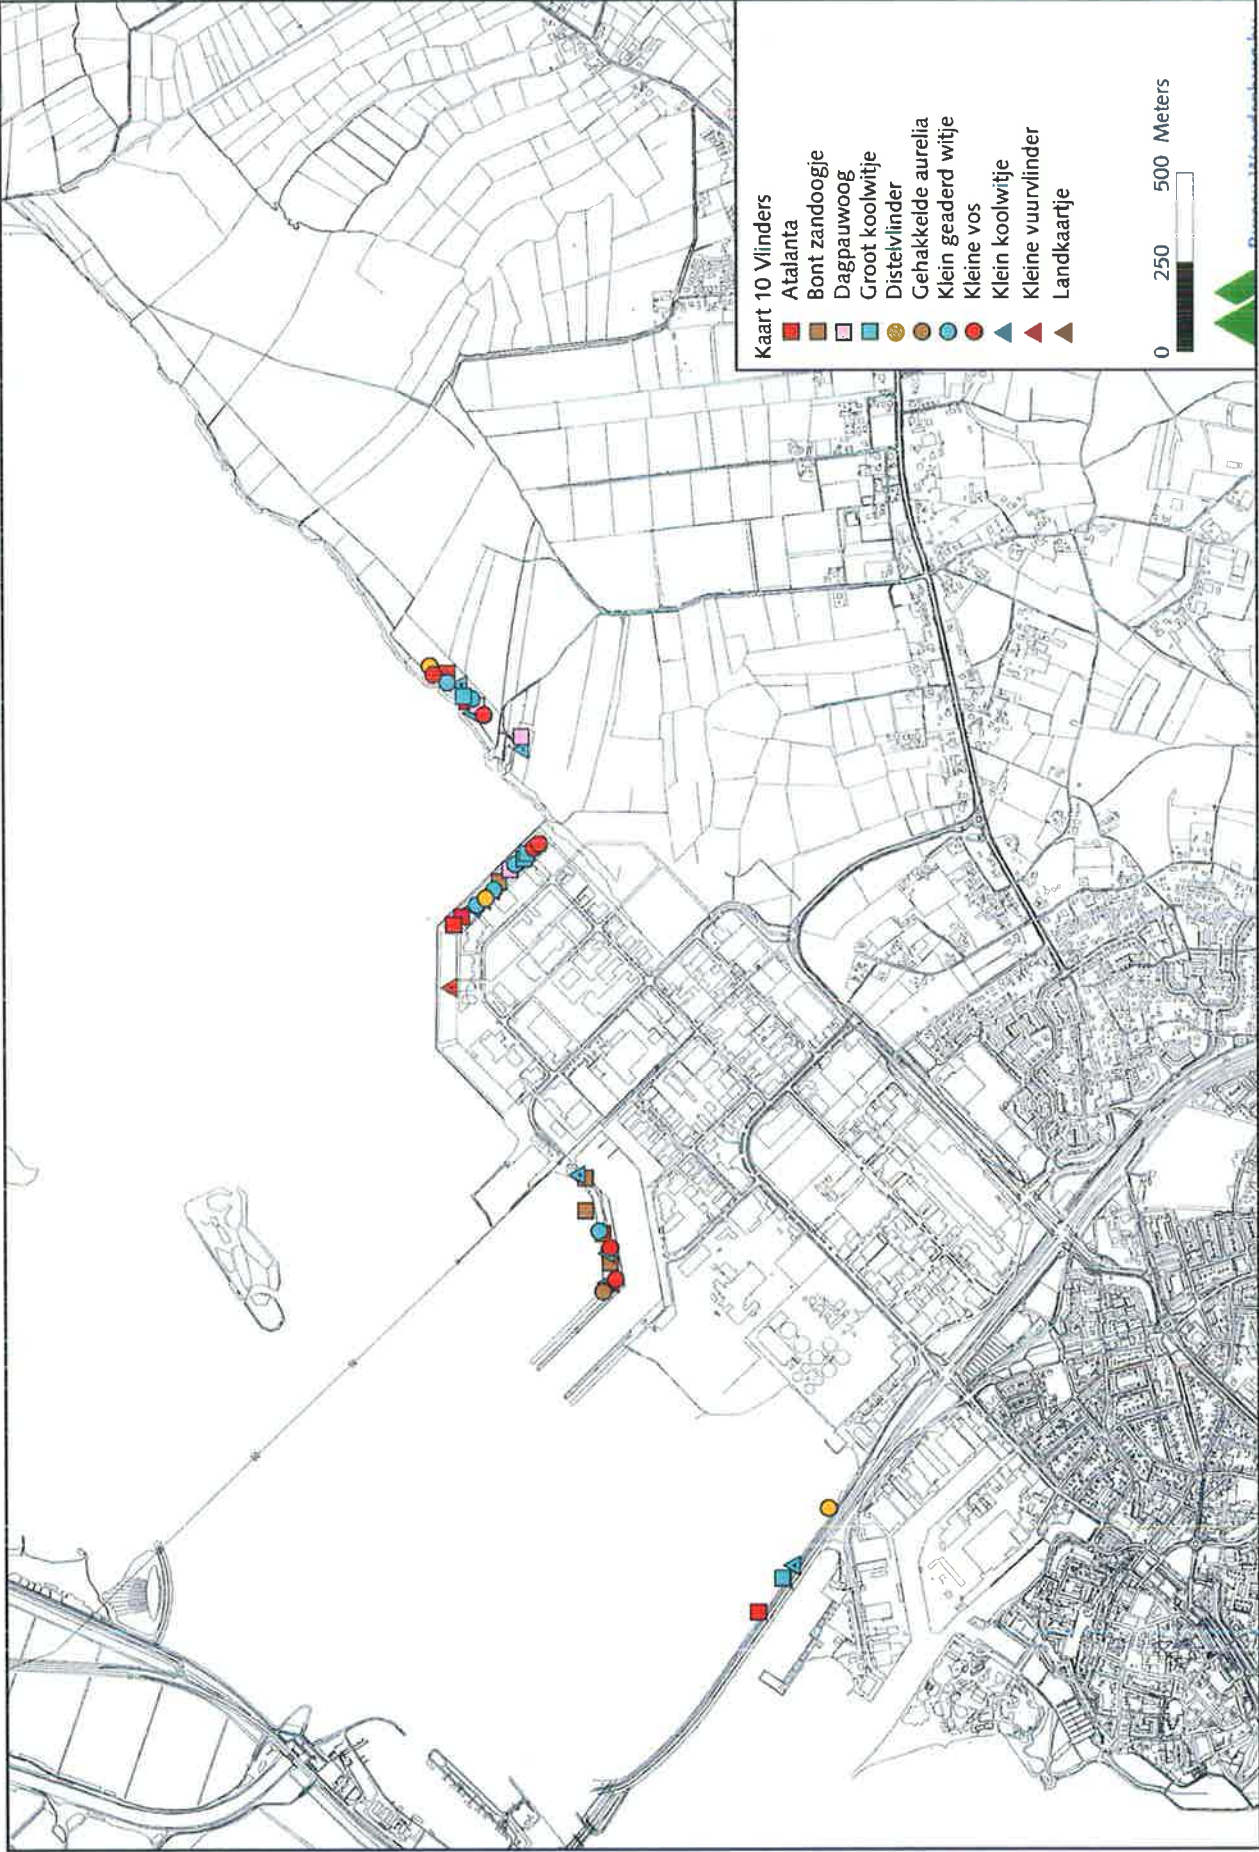 Kaart 10 Vlinders
Atalanta
Bont zandoogje
Dagpauwoog
Groot koolwitje
Distelvlinder
Gehakkelde aurelia
Klein geaderd witje
Kleine vos
Klein koolwitje
Kleine vuurvlinder
Landkaartje
0 250 500 Meters